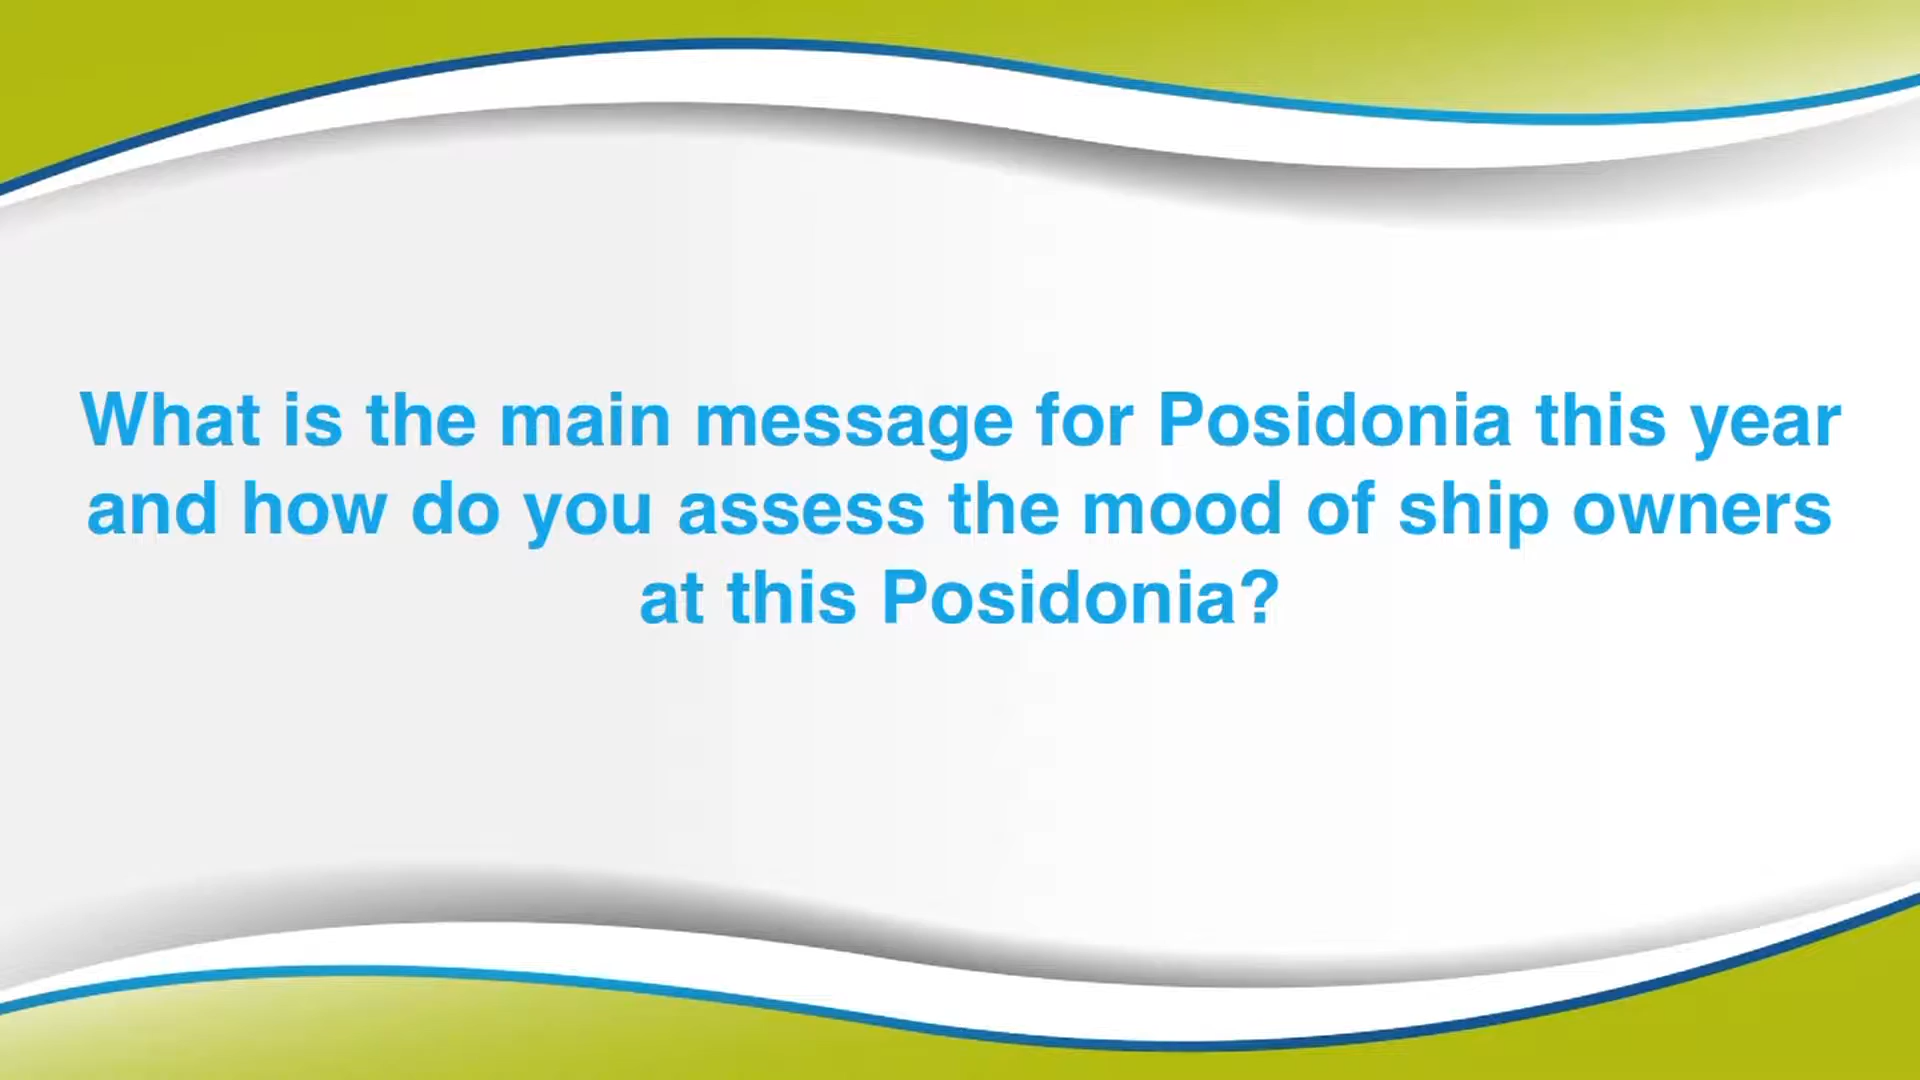 What is the main message for Posidonia this year
and how do you assess the mood of ship owners
at this Posidonia?